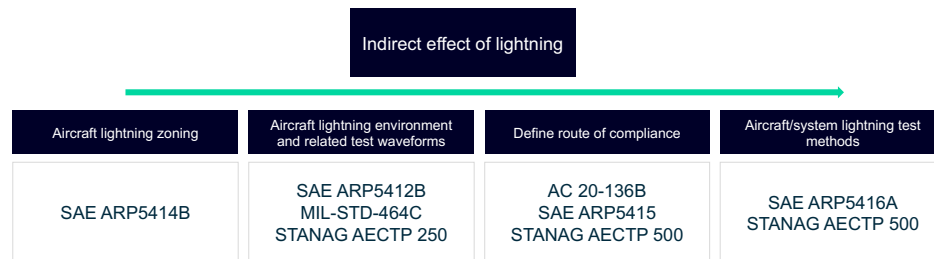 Indirect effect of lightning
Aircraft lightning zoning
Aircraft lightning environment
and related test waveforms
Define route of compliance
Aircraft/system lightning test
methods
SAE ARP5414B
SAE ARP5412B
MIL-STD-464C
STANAG AECTP 250
AC 20-136B
SAE ARP5415
STANAG AECTP 500
SAE ARP5416A
STANAG AECTP 500